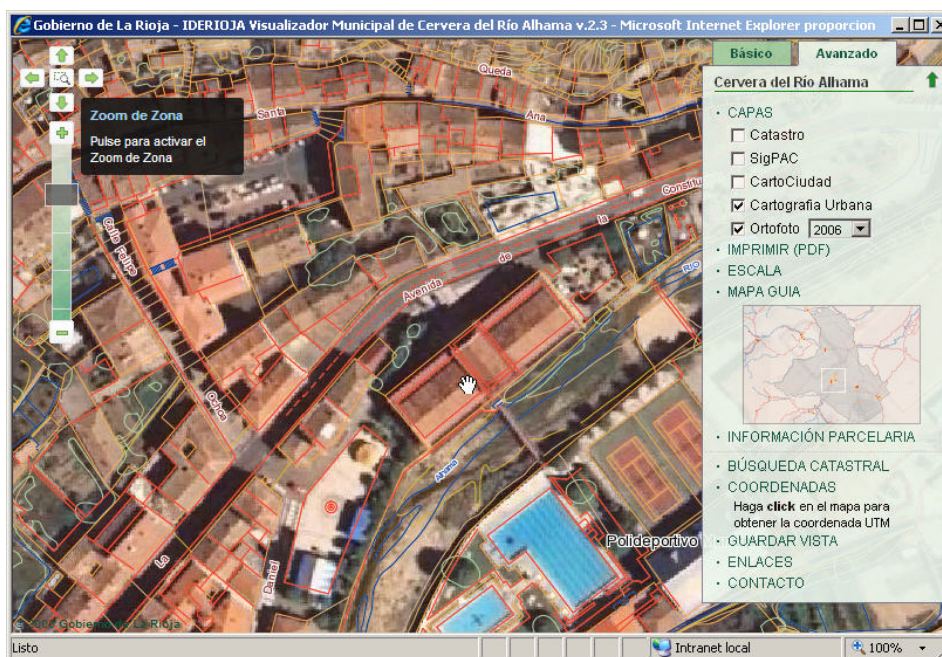 Gobierno de La Rioja - IDERIOJA Visualizador Municipal de Cervera del Río Alhama v.2.3 - Microsoft Internet Explorer proporcion
Básico
Avanzado
Cervera del Río Alhama
Zoom de Zona
Pulse para activar el
Zoom de Zona
CAPAS
Catastro
SigPAC
CartoCiudad
Cartografia Urbana
Ortofoto 2006
IMPRIMIR (PDF)
ESCALA
MAPA GUIA
INFORMACIÓN PARCELARIA
BÚSQUEDA CATASTRAL
COORDENADAS
Haga click en el mapa para
obtener la coordenada UTM
GUARDAR VISTA
ENLACES
CONTACTO
Queda
Santa
Ana
Constitu
la
de
Avenida
RIO
Calle Felipe
Ochoa
Alhama
La
Daniel
Polideportivo
Gobierno de La Rioja
Listo
Intranet local
100%